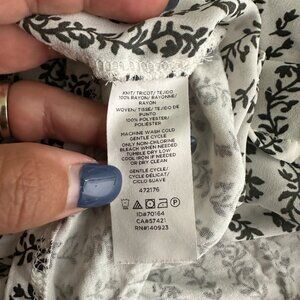 KNIT/TRICOT/TEJIDO
100% RAYON/RAYONNE/
RAYON
WOVEN/TISSE/TEJIDO DE
PUNTO
100% POLYESTER/
POLIÉSTER
MACHINE WASH COLD
GENTLE CYCLE
ONLY NON-CHLORINE
BLEACH WHEN NEEDED
TUMBLE DRY LOW
COOL IRON IF NEEDED
OR DRY CLEAN
GENTLE CYCLE/
CYCLE DELICAT/
CICLO SUAVE
472176
ID#70164
CA#57421
RN#140923